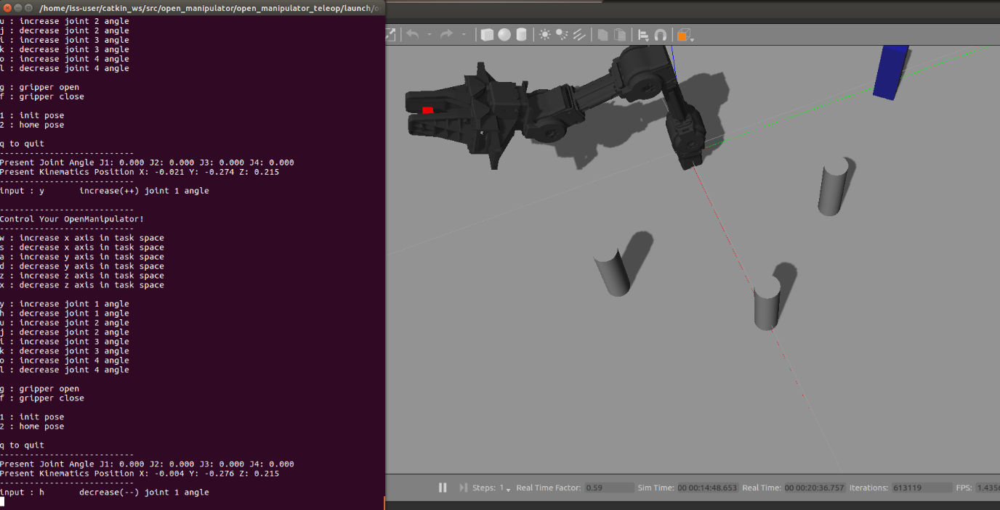 /home/iss-user/catkin_ws/src/open_manipulator/open_manipulator_teleop/launch/o
u : increase joint 2 angle
j : decrease joint 2 angle
i : increase joint 3 angle
k : decrease joint 3 angle
o : increase joint 4 angle
l : decrease joint 4 angle
g : gripper open
f : gripper close
1 : init pose
2 : home pose
q to quit
---------------------------
Present Joint Angle J1: 0.000 J2: 0.000 J3: 0.000 J4: 0.000
Present Kinematics Position X: -0.021 Y: -0.274 Z: 0.215
---------------------------
input : y increase(++) joint 1 angle
---------------------------
Control Your OpenManipulator!
---------------------------
w : increase x axis in task space
s : decrease x axis in task space
a : increase y axis in task space
d : decrease y axis in task space
z : increase z axis in task space
x : decrease z axis in task space
y : increase joint 1 angle
h : decrease joint 1 angle
u : increase joint 2 angle
j : decrease joint 2 angle
i : increase joint 3 angle
k : decrease joint 3 angle
o : increase joint 4 angle
l : decrease joint 4 angle
g : gripper open
f : gripper close
1 : init pose
2 : home pose
q to quit
---------------------------
Present Joint Angle J1: 0.000 J2: 0.000 J3: 0.000 J4: 0.000
Present Kinematics Position X: -0.004 Y: -0.276 Z: 0.215
---------------------------
input : h decrease(--) joint 1 angle
Steps: 1 Real Time Factor: 0.59 Sim Time: 00 00:14:48.653 Real Time: 00 00:20:36.757 Iterations: 613119 FPS: 1.435